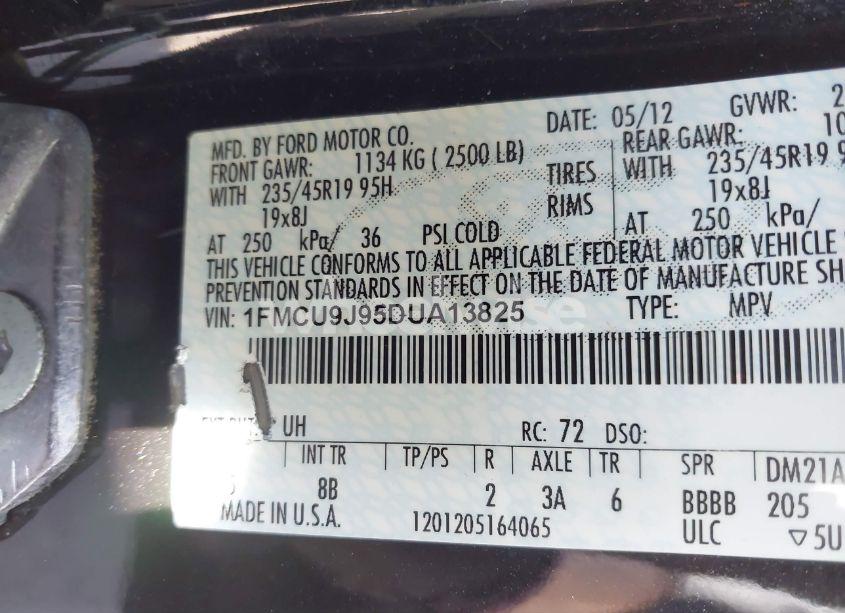 DATE: 05/12 GVWR: 2
MFD. BY FORD MOTOR CO.
FRONT GAWR: 1134 KG ( 2500 LB) REAR GAWR: 10
WITH 235/45R19 95H TIRES WITH 235/45R19 9
19x8J RIMS 19x8J
AT 250 kPa/ 36 PSI COLD AT 250 kPa/
THIS VEHICLE CONFORMS TO ALL APPLICABLE FEDERAL MOTOR VEHICLE
PREVENTION STANDARDS IN EFFECT ON THE DATE OF MANUFACTURE SH
VIN: 1FMCU9J95DUA13825 TYPE: MPV
UH RC: 72 DSO:
INT TR TP/PS R AXLE TR SPR DM21A
8B 2 3A 6 BBBB 205
MADE IN U.S.A. 1201205164065 ULC ▽5U